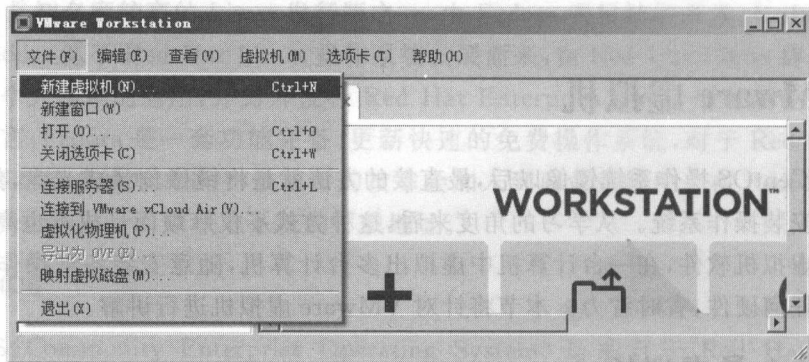 VMware Workstation
文件(F) 编辑(E) 查看(V) 虚拟机(M) 选项卡(T) 帮助(H)
新建虚拟机(N)... Ctrl+N
新建窗口(W)
打开(O)... Ctrl+O
关闭选项卡(C) Ctrl+W
连接服务器(S)... Ctrl+L
连接到 VMware vCloud Air(V)...
虚拟化物理机(P)...
导出为 OVF(E)...
映射虚拟磁盘(M)...
退出(X)
WORKSTATION™